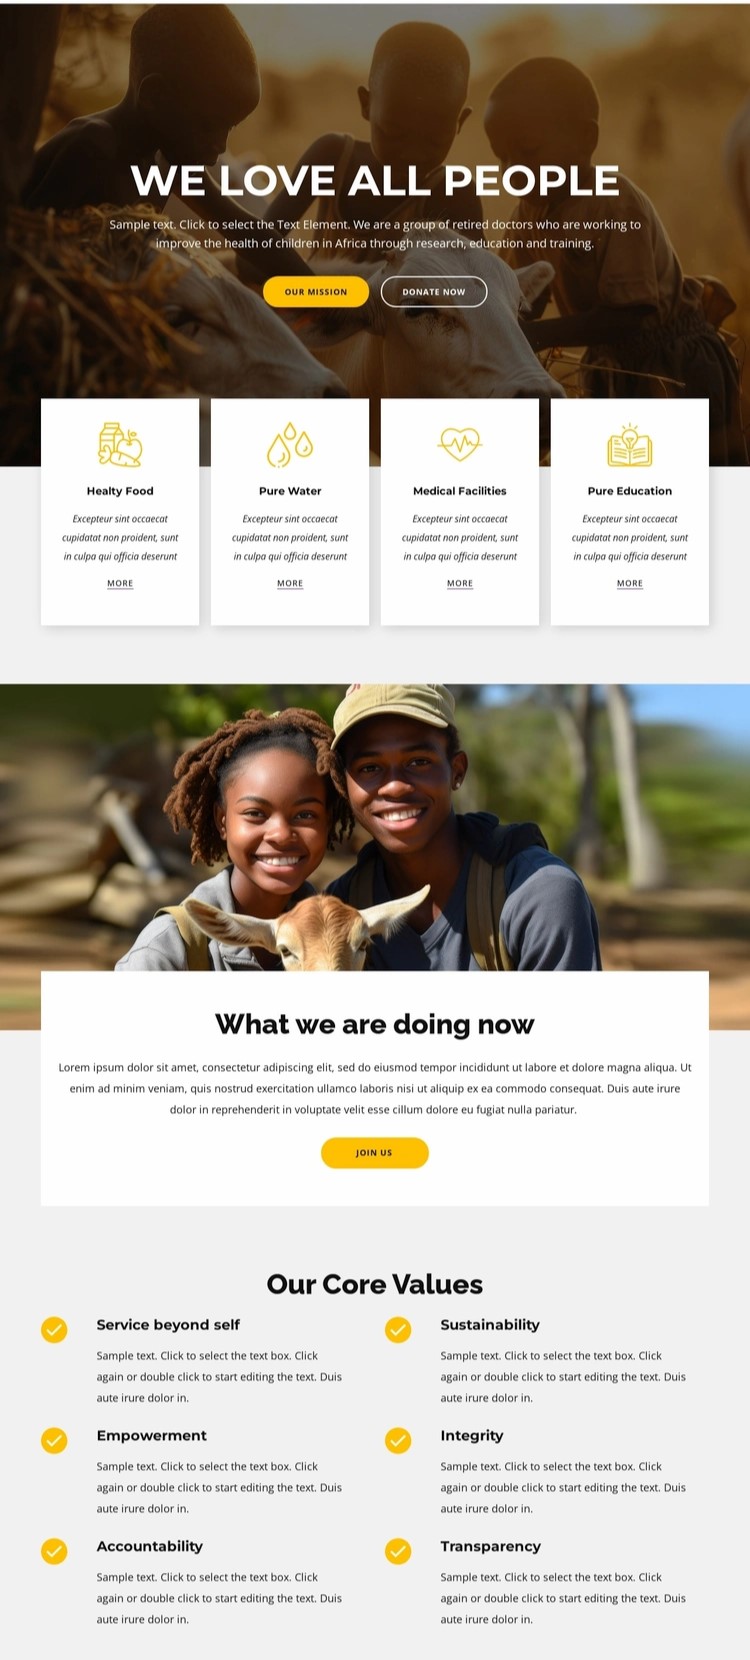 WE LOVE ALL PEOPLE
Sample text. Click to select the Text Element. We are a group of retired doctors who are working to
improve the health of children in Africa through research, education and training.
OUR MISSION
DONATE NOW
Healty Food
Excepteur sint occaecat
cupidatat non proident, sunt
in culpa qui officia deserunt
MORE
Pure Water
Excepteur sint occaecat
cupidatat non proident, sunt
in culpa qui officia deserunt
MORE
Medical Facilities
Excepteur sint occaecat
cupidatat non proident, sunt
in culpa qui officia deserunt
MORE
Pure Education
Excepteur sint occaecat
cupidatat non proident, sunt
in culpa qui officia deserunt
MORE
What we are doing now
Lorem ipsum dolor sit amet, consectetur adipiscing elit, sed do eiusmod tempor incididunt ut labore et dolore magna aliqua. Ut
enim ad minim veniam, quis nostrud exercitation ullamco laboris nisi ut aliquip ex ea commodo consequat. Duis aute irure
dolor in reprehenderit in voluptate velit esse cillum dolore eu fugiat nulla pariatur.
JOIN US
Our Core Values
Service beyond self
Sample text. Click to select the text box. Click
again or double click to start editing the text. Duis
aute irure dolor in.
Sustainability
Sample text. Click to select the text box. Click
again or double click to start editing the text. Duis
aute irure dolor in.
Empowerment
Sample text. Click to select the text box. Click
again or double click to start editing the text. Duis
aute irure dolor in.
Integrity
Sample text. Click to select the text box. Click
again or double click to start editing the text. Duis
aute irure dolor in.
Accountability
Sample text. Click to select the text box. Click
again or double click to start editing the text. Duis
aute irure dolor in.
Transparency
Sample text. Click to select the text box. Click
again or double click to start editing the text. Duis
aute irure dolor in.